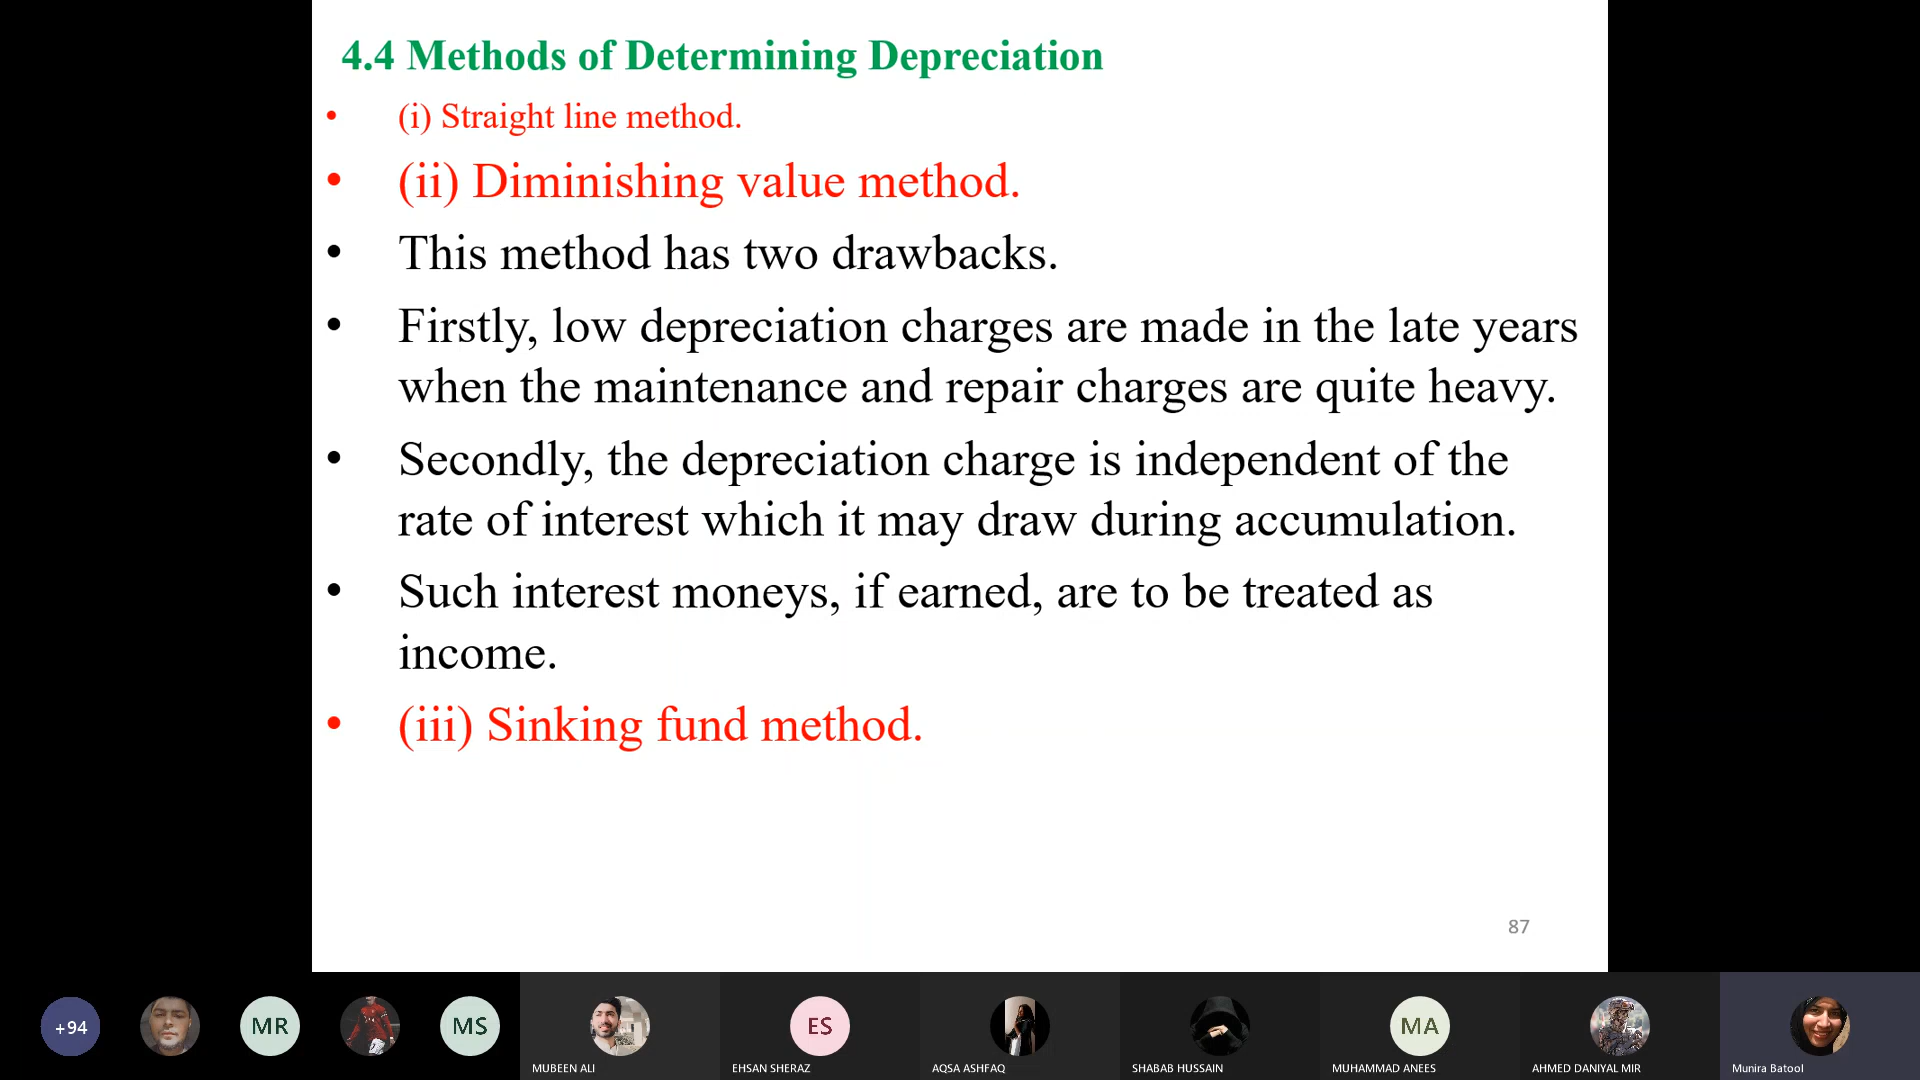 4.4 Methods of Determining Depreciation
• (i) Straight line method.
• (ii) Diminishing value method.
• This method has two drawbacks.
• Firstly, low depreciation charges are made in the late years
when the maintenance and repair charges are quite heavy.
• Secondly, the depreciation charge is independent of the
rate of interest which it may draw during accumulation.
• Such interest moneys, if earned, are to be treated as
income.
• (iii) Sinking fund method.
87
+94
MR
MS
ES
MA
MUBEEN ALI
EHSAN SHERAZ
AQSA ASHFAQ
SHABAB HUSSAIN
MUHAMMAD ANEES
AHMED DANIYAL MIR
Munira Batool